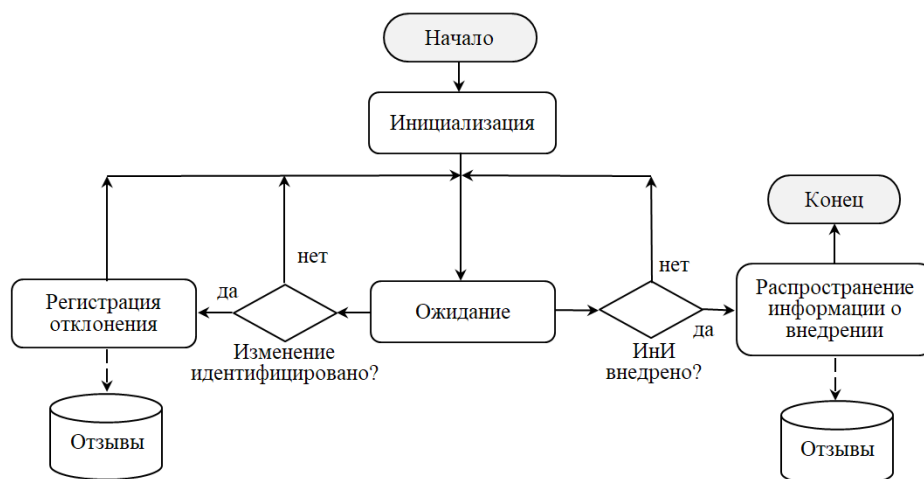 Начало
Инициализация
Конец
нет
нет
Регистрация
отклонения
да
Ожидание
да
Распространение
информации о
внедрении
Изменение
идентифицировано?
ИнИ
внедрено?
Отзывы
Отзывы